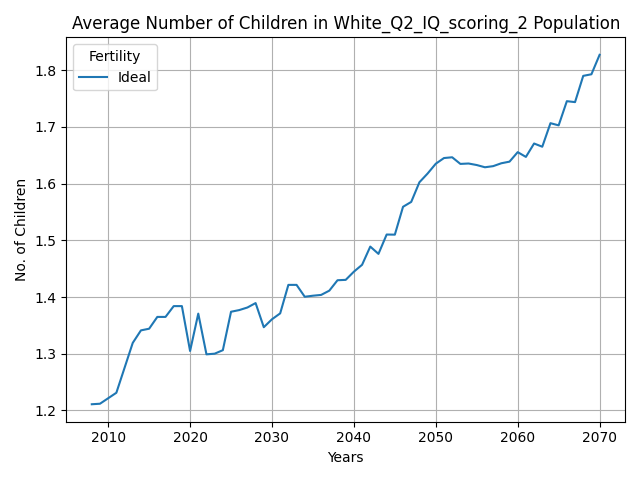 Average Number of Children in White_Q2_IQ_scoring_2 Population
Fertility
Ideal
No. of Children
1.8
1.7
1.6
1.5
1.4
1.3
1.2
2010 2020 2030 2040 2050 2060 2070
Years